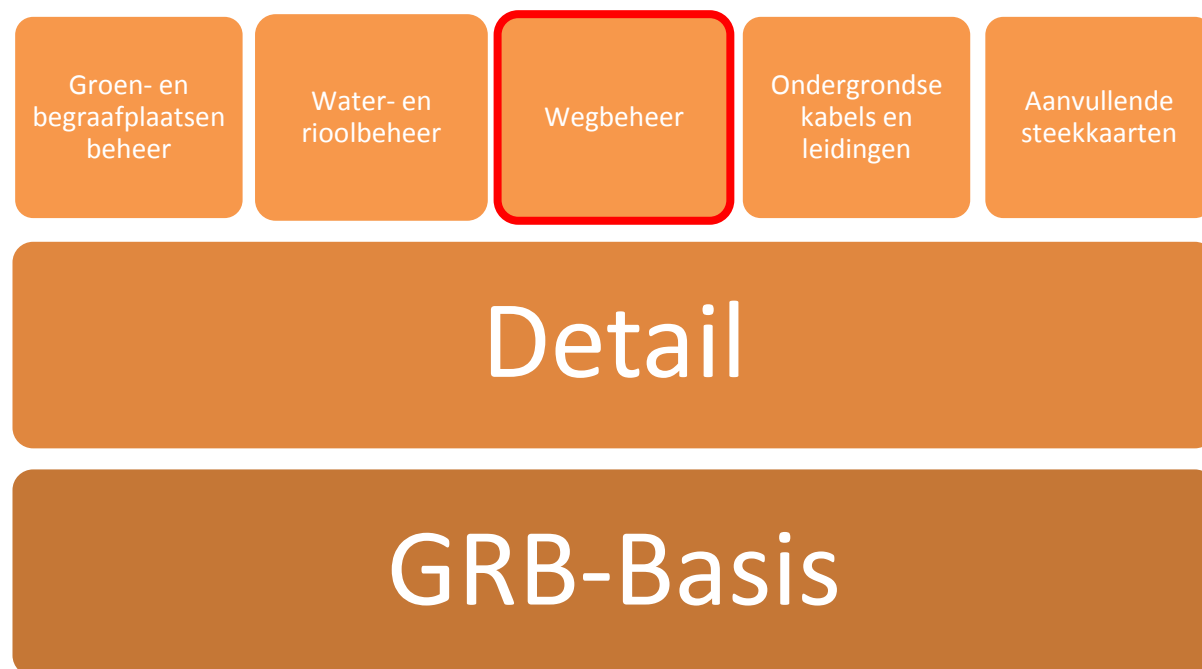 Groen- en
begraafplaatsen
beheer
Water- en
rioolbeheer
Wegbeheer
Ondergrondse
kabels en
leidingen
Aanvullende
steekkaarten
Detail
GRB-Basis